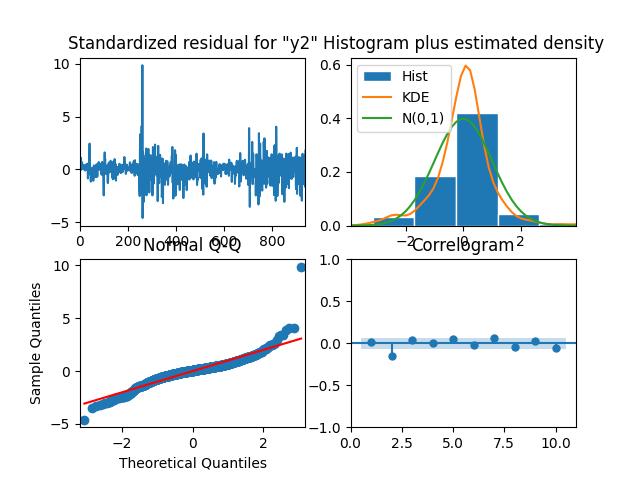 Standardized residual for "y2"
Histogram plus estimated density
10
5
0
−5
0 200 400 600 800
0.6
0.4
0.2
0.0
−2 0 2
Hist
KDE
N(0,1)
Normal Q-Q
Correlogram
Sample Quantiles
10
5
0
−5
−2 0 2
Theoretical Quantiles
1.0
0.5
0.0
−0.5
−1.0
0.0 2.5 5.0 7.5 10.0